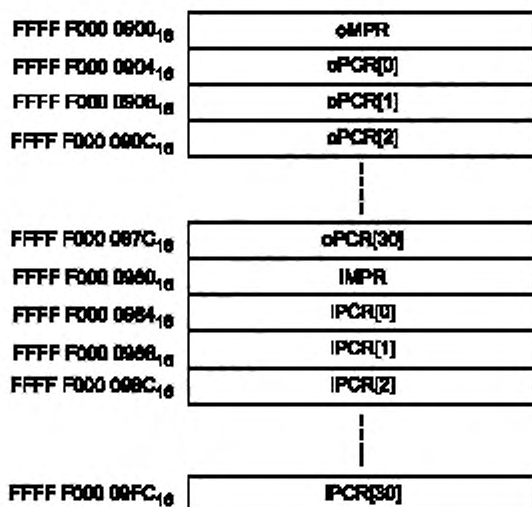 FFFF F000 0900₁₆ oMPR
FFFF F000 0904₁₆ oPCR[0]
FFFF F000 0908₁₆ oPCR[1]
FFFF F000 090C₁₆ oPCR[2]
FFFF F000 097C₁₆ oPCR[30]
FFFF F000 0980₁₆ iMPR
FFFF F000 0984₁₆ iPCR[0]
FFFF F000 0988₁₆ iPCR[1]
FFFF F000 098C₁₆ iPCR[2]
FFFF F000 09FC₁₆ iPCR[30]